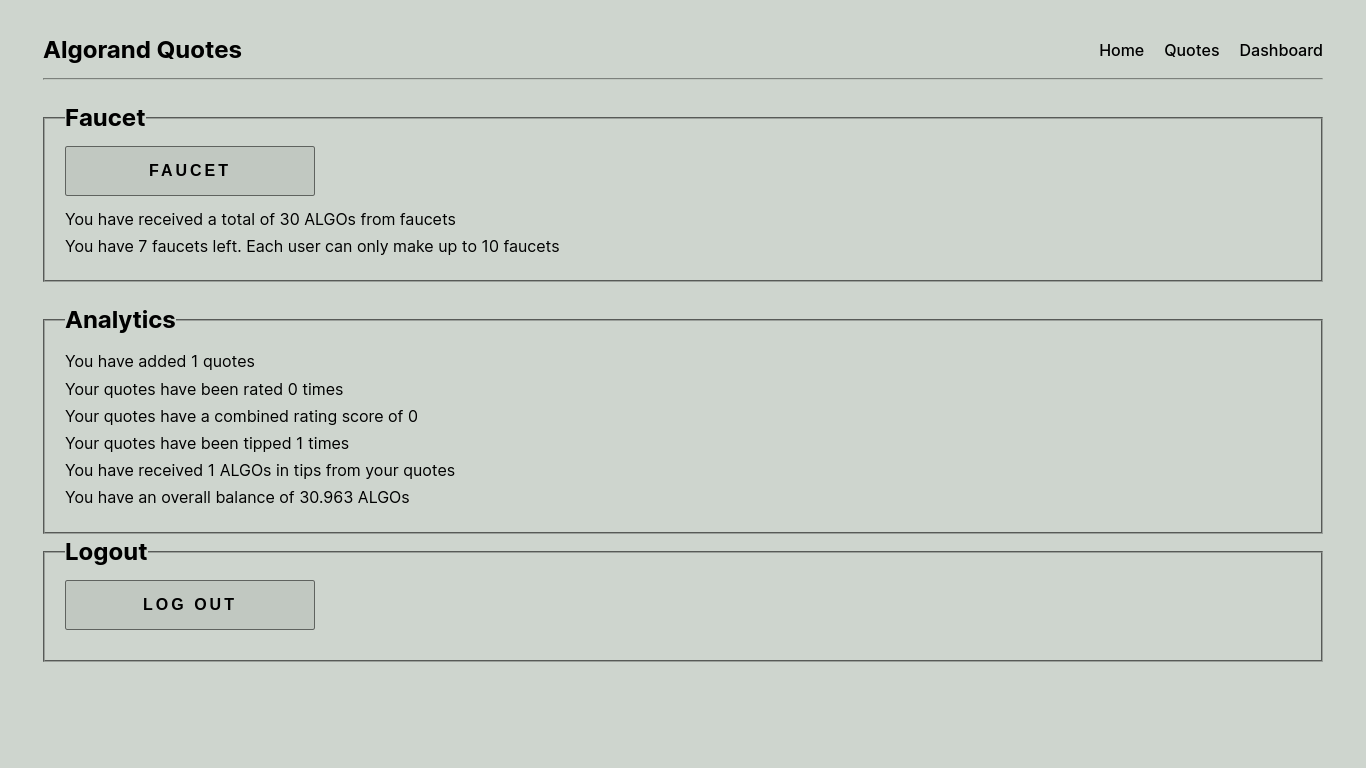 Algorand Quotes
Home Quotes Dashboard
Faucet
FAUCET
You have received a total of 30 ALGOs from faucets
You have 7 faucets left. Each user can only make up to 10 faucets
Analytics
You have added 1 quotes
Your quotes have been rated 0 times
Your quotes have a combined rating score of 0
Your quotes have been tipped 1 times
You have received 1 ALGOs in tips from your quotes
You have an overall balance of 30.963 ALGOs
Logout
LOG OUT